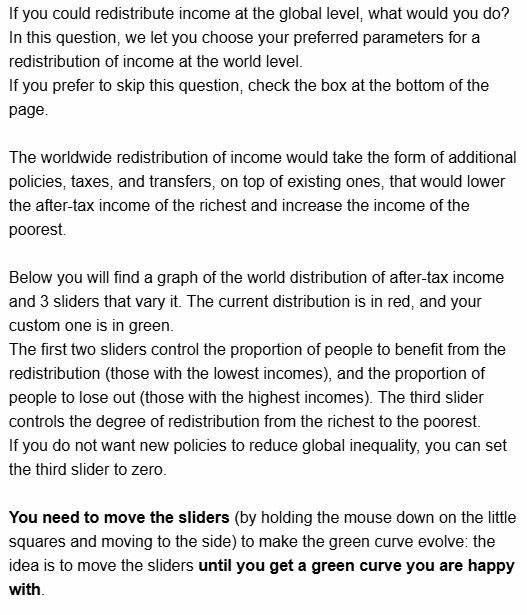 If you could redistribute income at the global level, what would you do?
In this question, we let you choose your preferred parameters for a
redistribution of income at the world level.
If you prefer to skip this question, check the box at the bottom of the
page.
The worldwide redistribution of income would take the form of additional
policies, taxes, and transfers, on top of existing ones, that would lower
the after-tax income of the richest and increase the income of the
poorest.
Below you will find a graph of the world distribution of after-tax income
and 3 sliders that vary it. The current distribution is in red, and your
custom one is in green.
The first two sliders control the proportion of people to benefit from the
redistribution (those with the lowest incomes), and the proportion of
people to lose out (those with the highest incomes). The third slider
controls the degree of redistribution from the richest to the poorest.
If you do not want new policies to reduce global inequality, you can set
the third slider to zero.
You need to move the sliders (by holding the mouse down on the little
squares and moving to the side) to make the green curve evolve: the
idea is to move the sliders until you get a green curve you are happy
with.